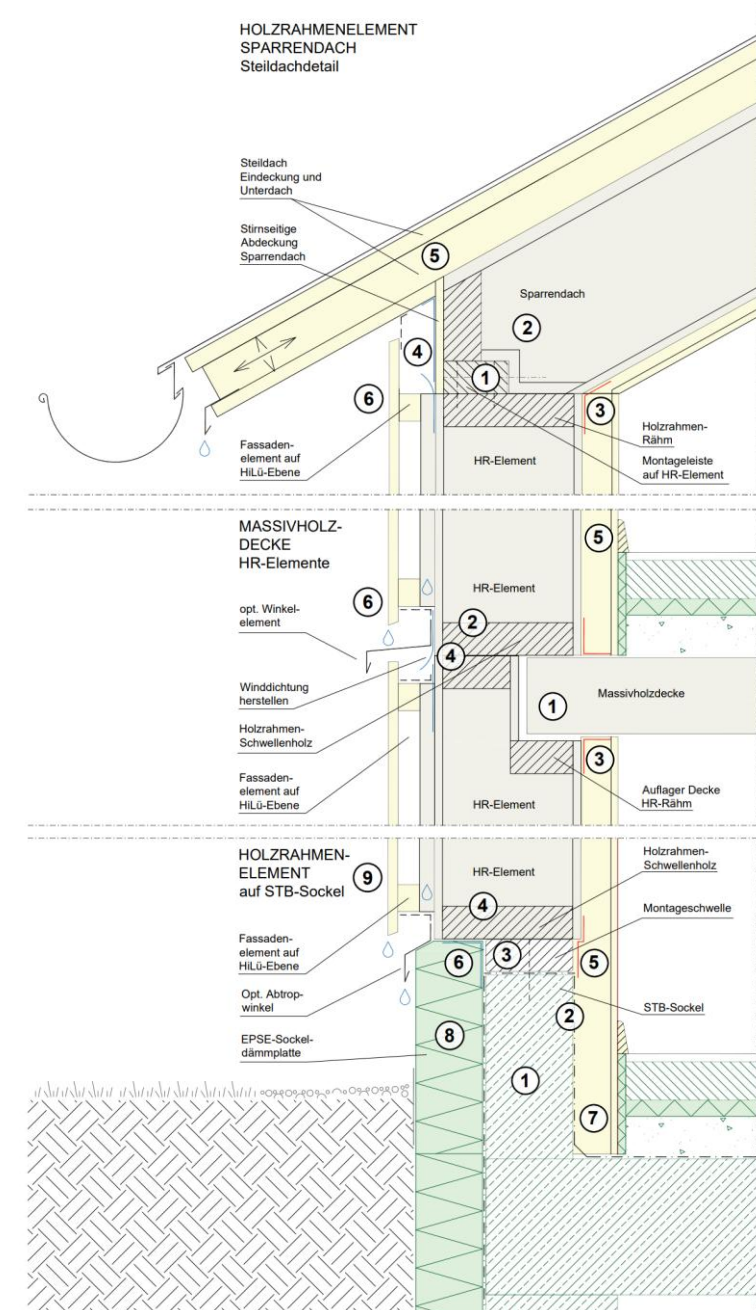 HOLZRAHMENELEMENT
SPARRENDACH
Steildachdetail
Steildach
Eindeckung und
Unterdach
Stirnseitige
Abdeckung
Sparrendach
5
Sparrendach
2
4
1
6
3
Fassaden-
element auf
HiLü-Ebene
HR-Element
Holzrahmen-
Rähm
Montageleiste
auf HR-Element
MASSIVHOLZ-
DECKE
HR-Elemente
5
HR-Element
opt. Winkel-
element
6
2
4
Winddichtung
herstellen
1
Massivholzdecke
Holzrahmen-
Schwellenholz
3
Fassaden-
element auf
HiLü-Ebene
HR-Element
Auflager Decke
HR-Rähm
HOLZRAHMEN-
ELEMENT
auf STB-Sockel
9
HR-Element
Holzrahmen-
Schwellenholz
4
Montageschwelle
Fassaden-
element auf
HiLü-Ebene
6
3
5
Opt. Abtrop-
winkel
2
STB-Sockel
EPSE-Sockel-
dämmplatte
8
1
7